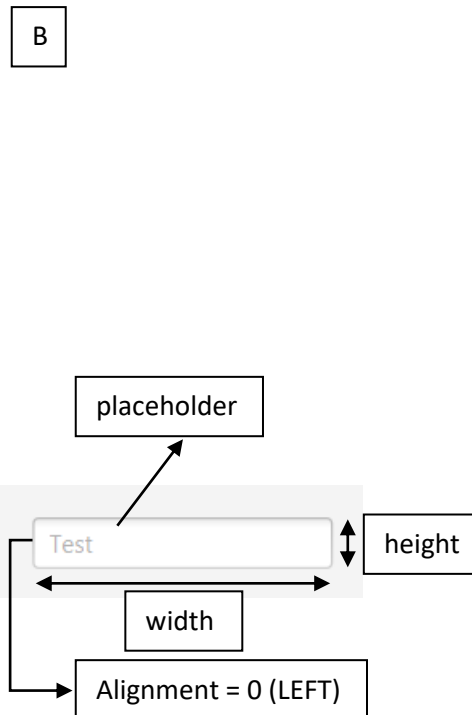 B
placeholder
Test
height
width
Alignment = 0 (LEFT)